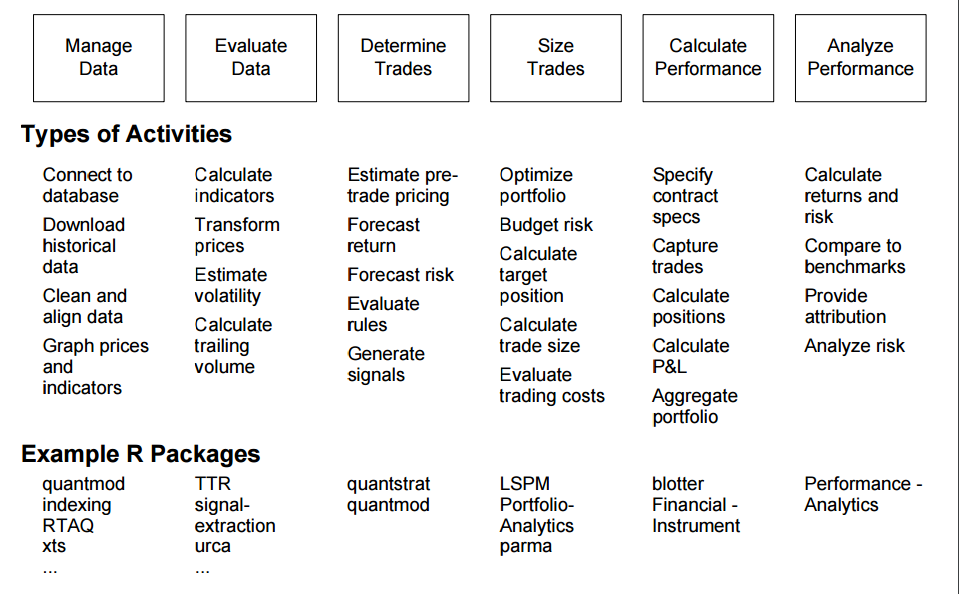 Manage
Data
Evaluate
Data
Determine
Trades
Size
Trades
Calculate
Performance
Analyze
Performance
Types of Activities
Connect to
database
Download
historical
data
Clean and
align data
Graph prices
and
indicators
Calculate
indicators
Transform
prices
Estimate
volatility
Calculate
trailing
volume
Estimate pre-
trade pricing
Forecast
return
Forecast risk
Evaluate
rules
Generate
signals
Optimize
portfolio
Budget risk
Calculate
target
position
Calculate
trade size
Evaluate
trading costs
Specify
contract
specs
Capture
trades
Calculate
positions
Calculate
P&L
Aggregate
portfolio
Calculate
returns and
risk
Compare to
benchmarks
Provide
attribution
Analyze risk
Example R Packages
quantmod
indexing
RTAQ
xts
...
TTR
signal-
extraction
urca
...
quantstrat
quantmod
LSPM
Portfolio-
Analytics
parma
blotter
Financial -
Instrument
Performance -
Analytics